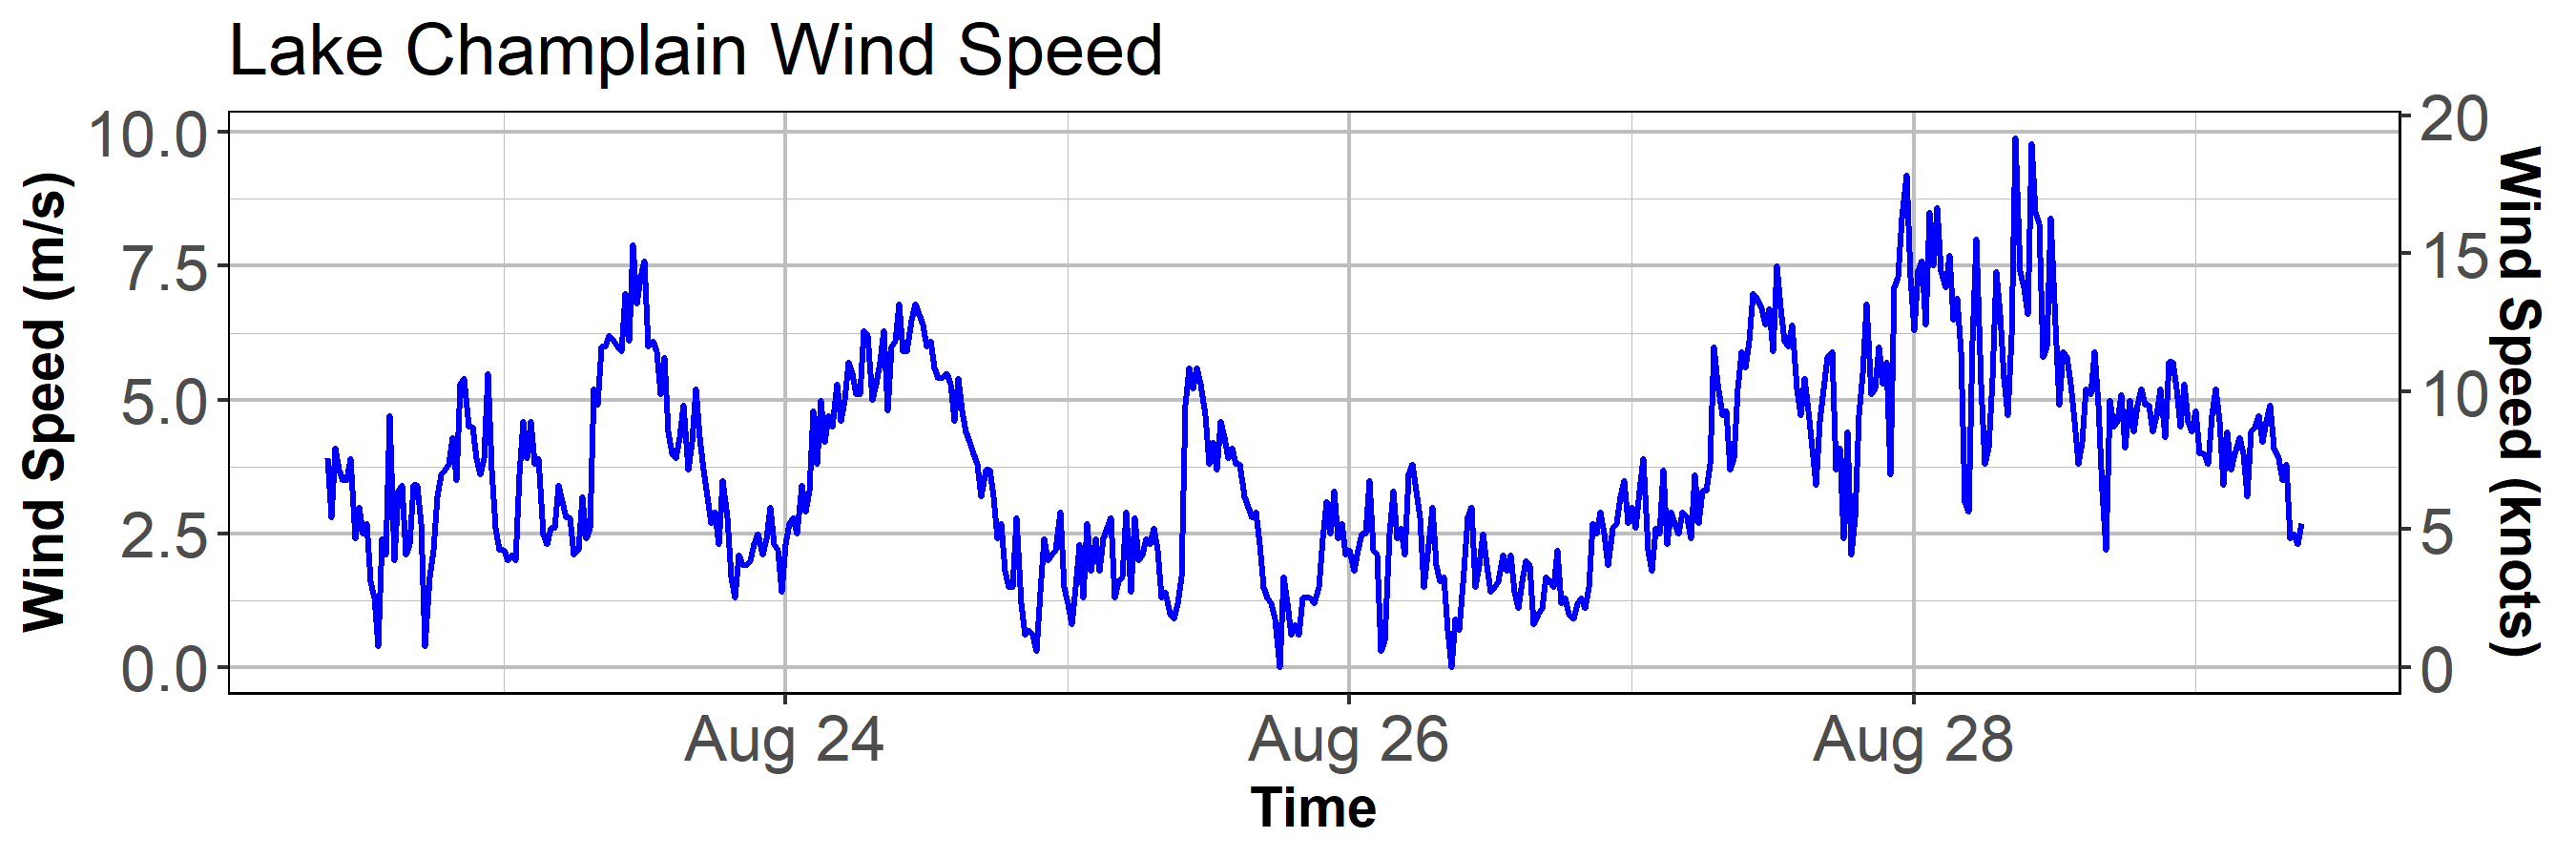 Lake Champlain Wind Speed
10.0
7.5
5.0
2.5
0.0
Wind Speed (m/s)
20
15
10
5
0
Wind Speed (knots)
Aug 24
Aug 26
Aug 28
Time